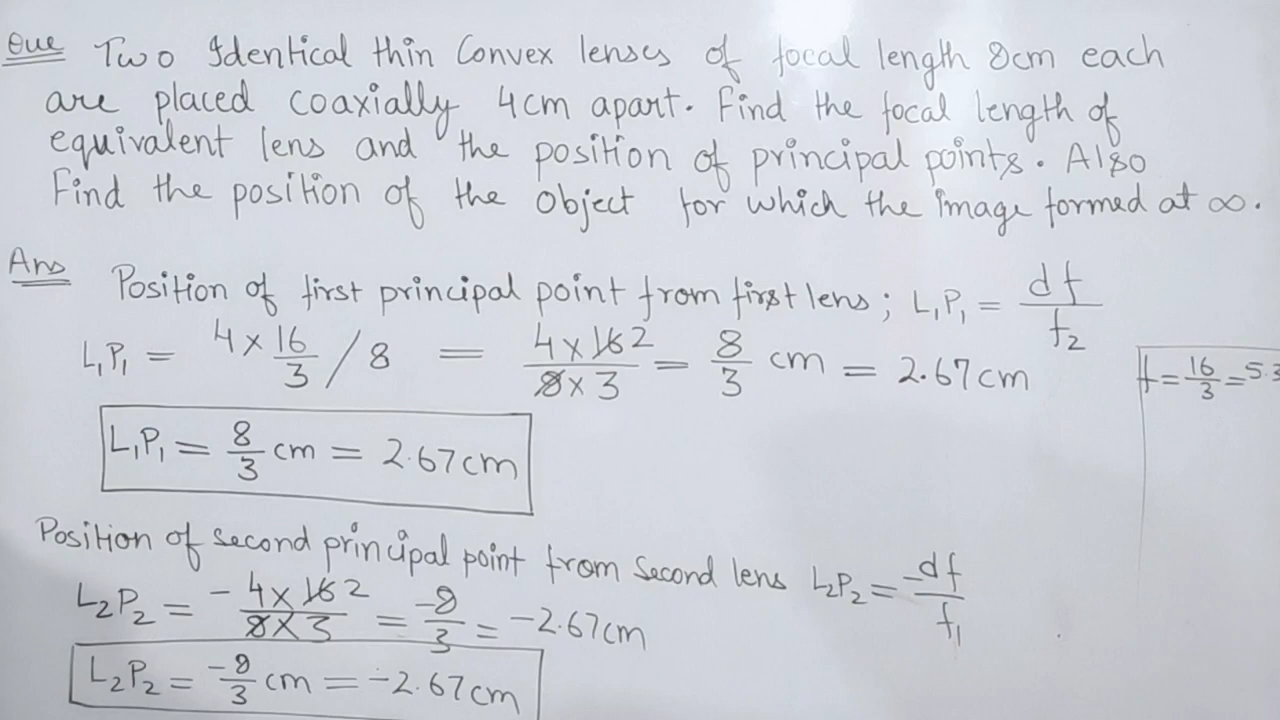 Que Two Identical thin Convex lenses of focal length 8cm each
are placed coaxially 4cm apart. Find the focal length of
equivalent lens and the position of principal points. Also
Find the position of the object for which the image formed at ∞.
Ans Position of first principal point from first lens; L₁P₁ = df/f₂
L₁P₁ = 4 × 16/3 / 8 = 4 × 16 2/8 × 3 = 8/3 cm = 2.67cm
f = 16/3 = 5.3
L₁P₁ = 8/3 cm = 2.67cm
Position of second principal point from Second lens L₂P₂ = -df/f₁
L₂P₂ = -4 × 16 2/8 × 3 = -8/3 = -2.67cm
L₂P₂ = -8/3 cm = -2.67cm